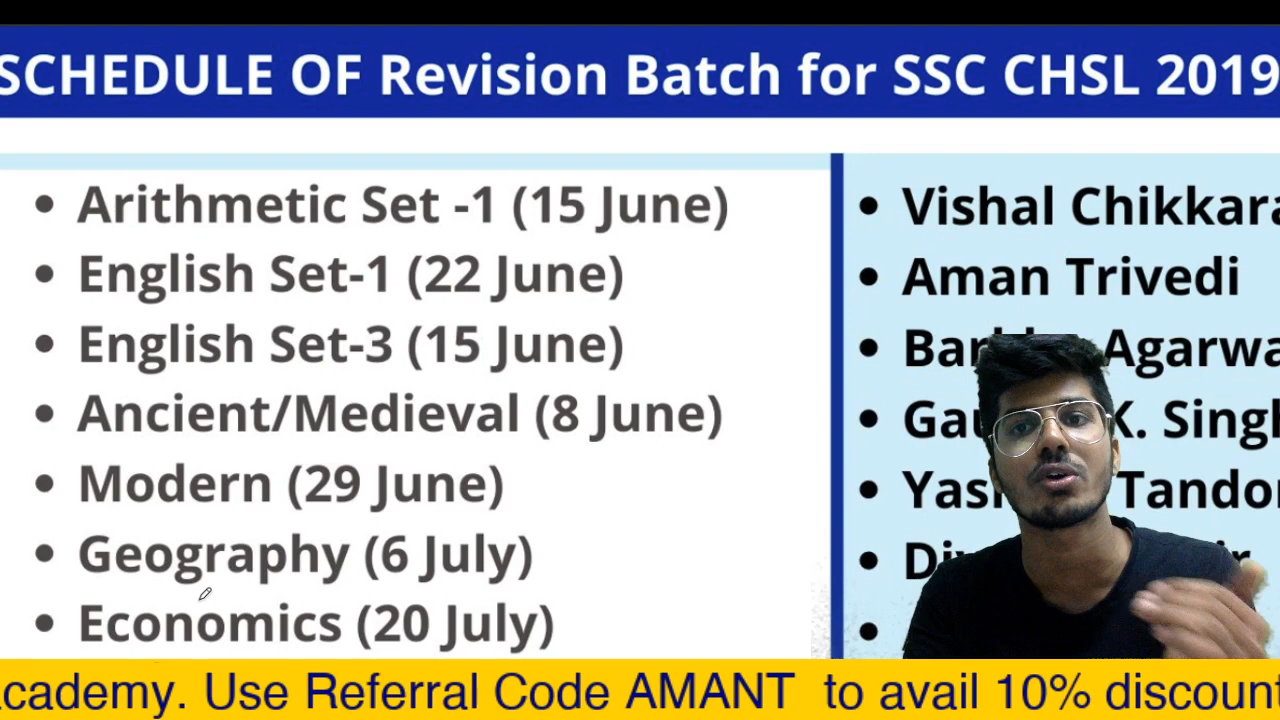 SCHEDULE OF Revision Batch for SSC CHSL 2019
• Arithmetic Set -1 (15 June)
• English Set-1 (22 June)
• English Set-3 (15 June)
• Ancient/Medieval (8 June)
• Modern (29 June)
• Geography (6 July)
• Economics (20 July)
• Vishal Chikkara
• Aman Trivedi
• Agarwa
• K. Singh
• Tandon
•
•
cademy. Use Referral Code AMANT to avail 10% discount